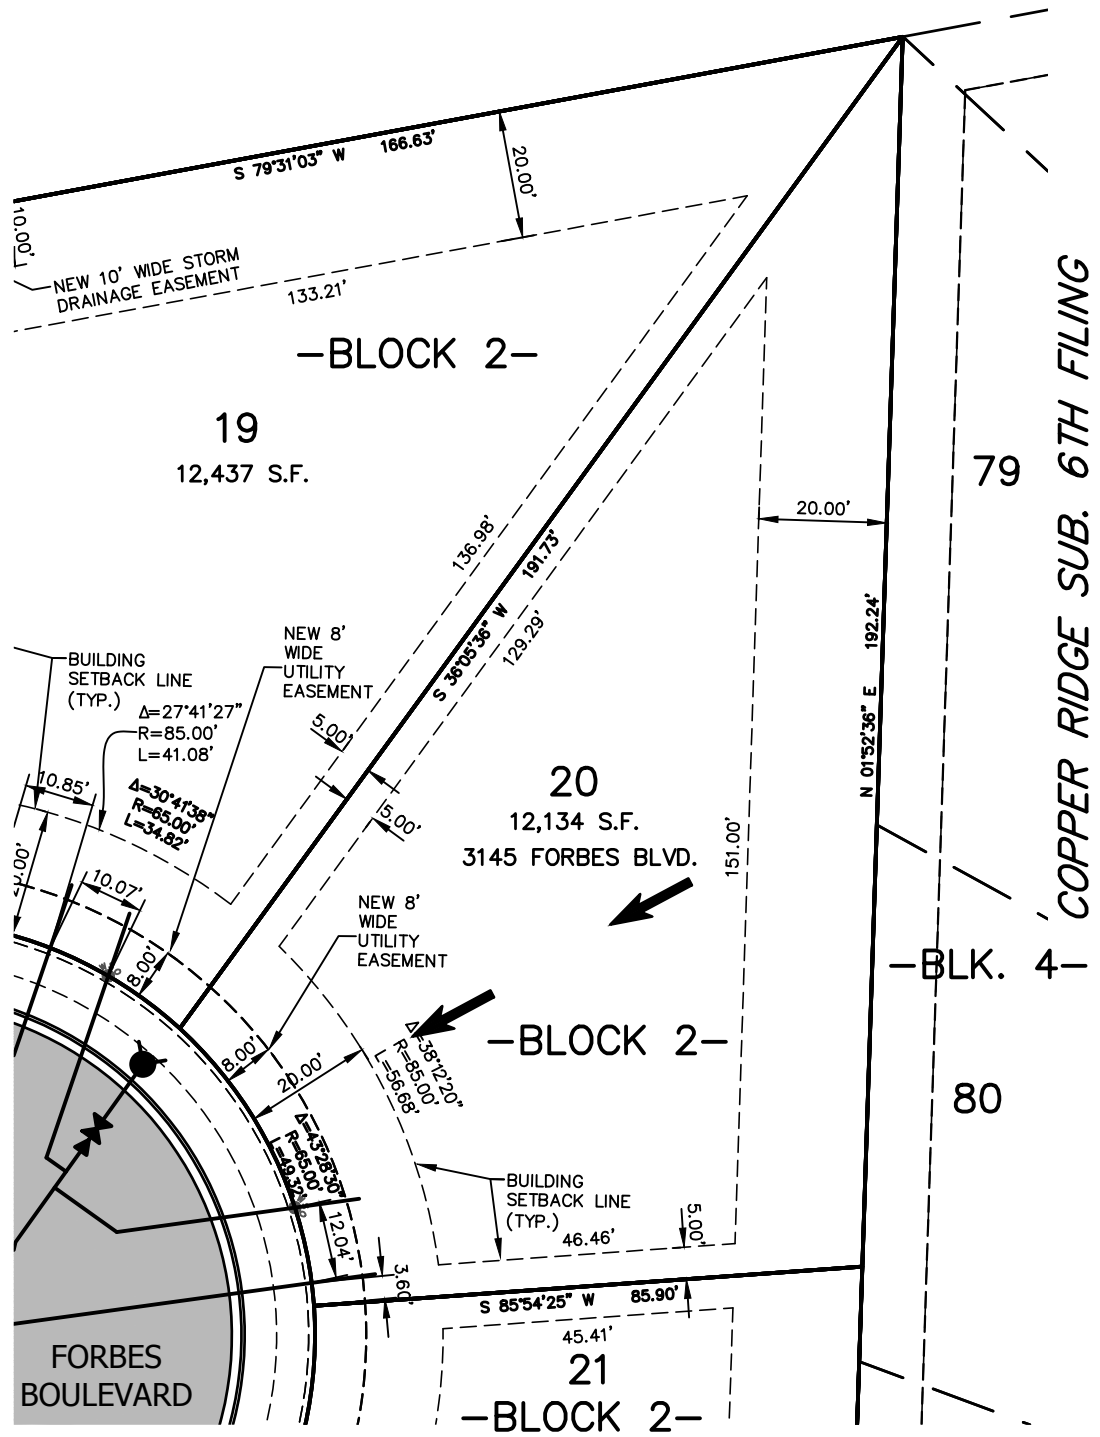 S 79°31'03" W 166.63'
20.00'
10.00'
NEW 10' WIDE STORM
DRAINAGE EASEMENT
133.21'
-BLOCK 2-
19
12,437 S.F.
136.98'
S 36°05'36" W 191.73'
129.29'
20.00'
79
COPPER RIDGE SUB. 6TH FILING
N 01°52'36" E 192.24'
BUILDING
SETBACK LINE
(TYP.)
NEW 8'
WIDE
UTILITY
EASEMENT
Δ=27°41'27"
R=85.00'
L=41.08'
5.00'
10.85'
Δ=30°41'38"
R=65.00'
L=34.82'
5.00'
20
12,134 S.F.
3145 FORBES BLVD.
151.00'
20.00'
10.07'
8.00'
NEW 8'
WIDE
UTILITY
EASEMENT
-BLK. 4-
-BLOCK 2-
8.00'
20.00'
Δ=38°12'20"
R=85.00'
L=56.68'
80
Δ=43°28'30"
R=65.00'
L=49.32'
BUILDING
SETBACK LINE
(TYP.)
12.04'
46.46'
5.00'
3.60'
S 85°54'25" W 85.90'
45.41'
FORBES
BOULEVARD
21
-BLOCK 2-